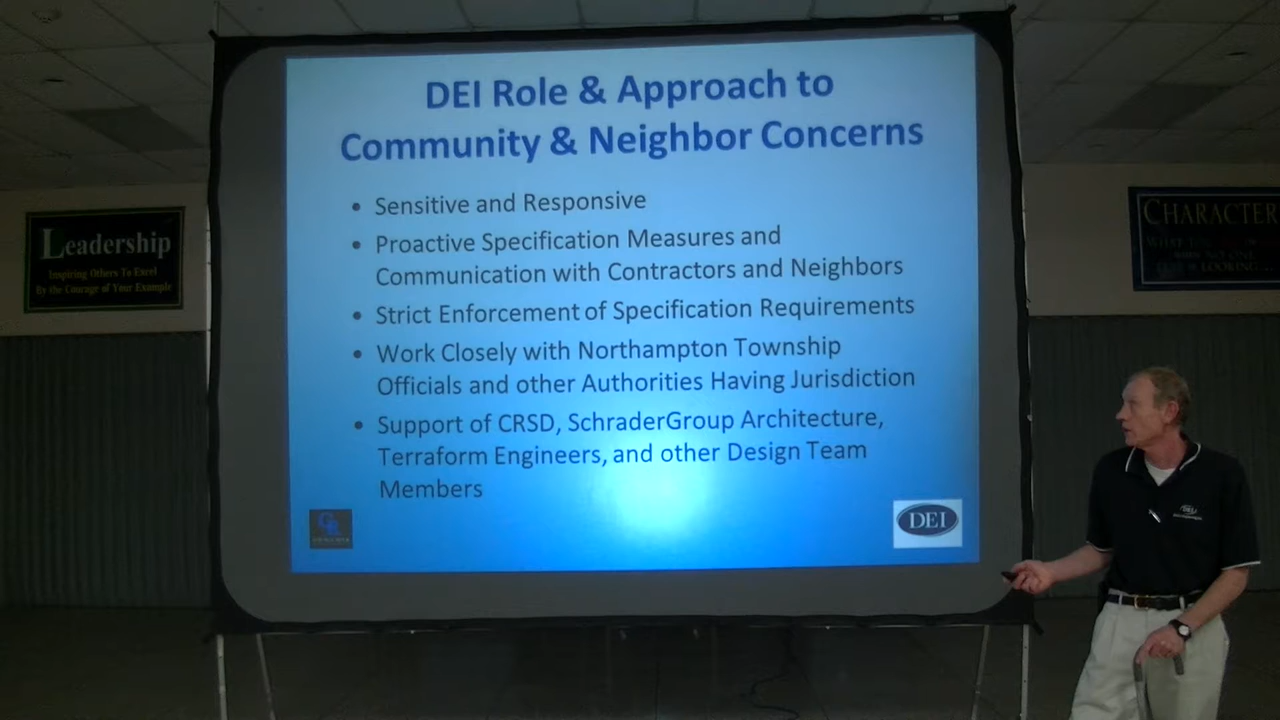 DEI Role & Approach to
Community & Neighbor Concerns
• Sensitive and Responsive
• Proactive Specification Measures and
Communication with Contractors and Neighbors
• Strict Enforcement of Specification Requirements
• Work Closely with Northampton Township
Officials and other Authorities Having Jurisdiction
• Support of CRSD, SchraderGroup Architecture,
Terraform Engineers, and other Design Team
Members
DEI
Leadership
Inspiring Others To Excel
By the Courage of Your Example
CHARACTER
DEI